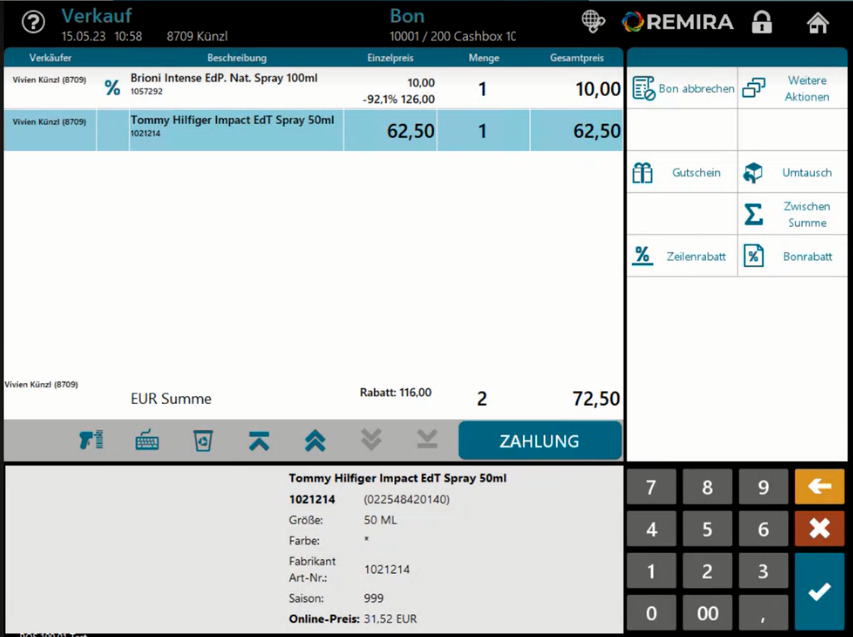 Verkauf
15.05.23 10:58 8709 Künzl
Bon
10001 / 200 Cashbox 10
REMIRA
Verkäufer Beschreibung Einzelpreis Menge Gesamtpreis
Vivien Künzl (8709) % Brioni Intense EdP. Nat. Spray 100ml 10,00 1 10,00
1057292 -92,1% 126,00
Vivien Künzl (8709) Tommy Hilfiger Impact EdT Spray 50ml 62,50 1 62,50
1021214
Vivien Künzl (8709)
EUR Summe Rabatt: 116,00 2 72,50
ZAHLUNG
Bon abbrechen
Weitere
Aktionen
Gutschein
Umtausch
Zwischen
Summe
% Zeilenrabatt
% Bonrabatt
Tommy Hilfiger Impact EdT Spray 50ml
1021214 (022548420140)
Größe: 50 ML
Farbe: *
Fabrikant
Art-Nr.: 1021214
Saison: 999
Online-Preis: 31,52 EUR
7 8 9
4 5 6
1 2 3
0 00 ,